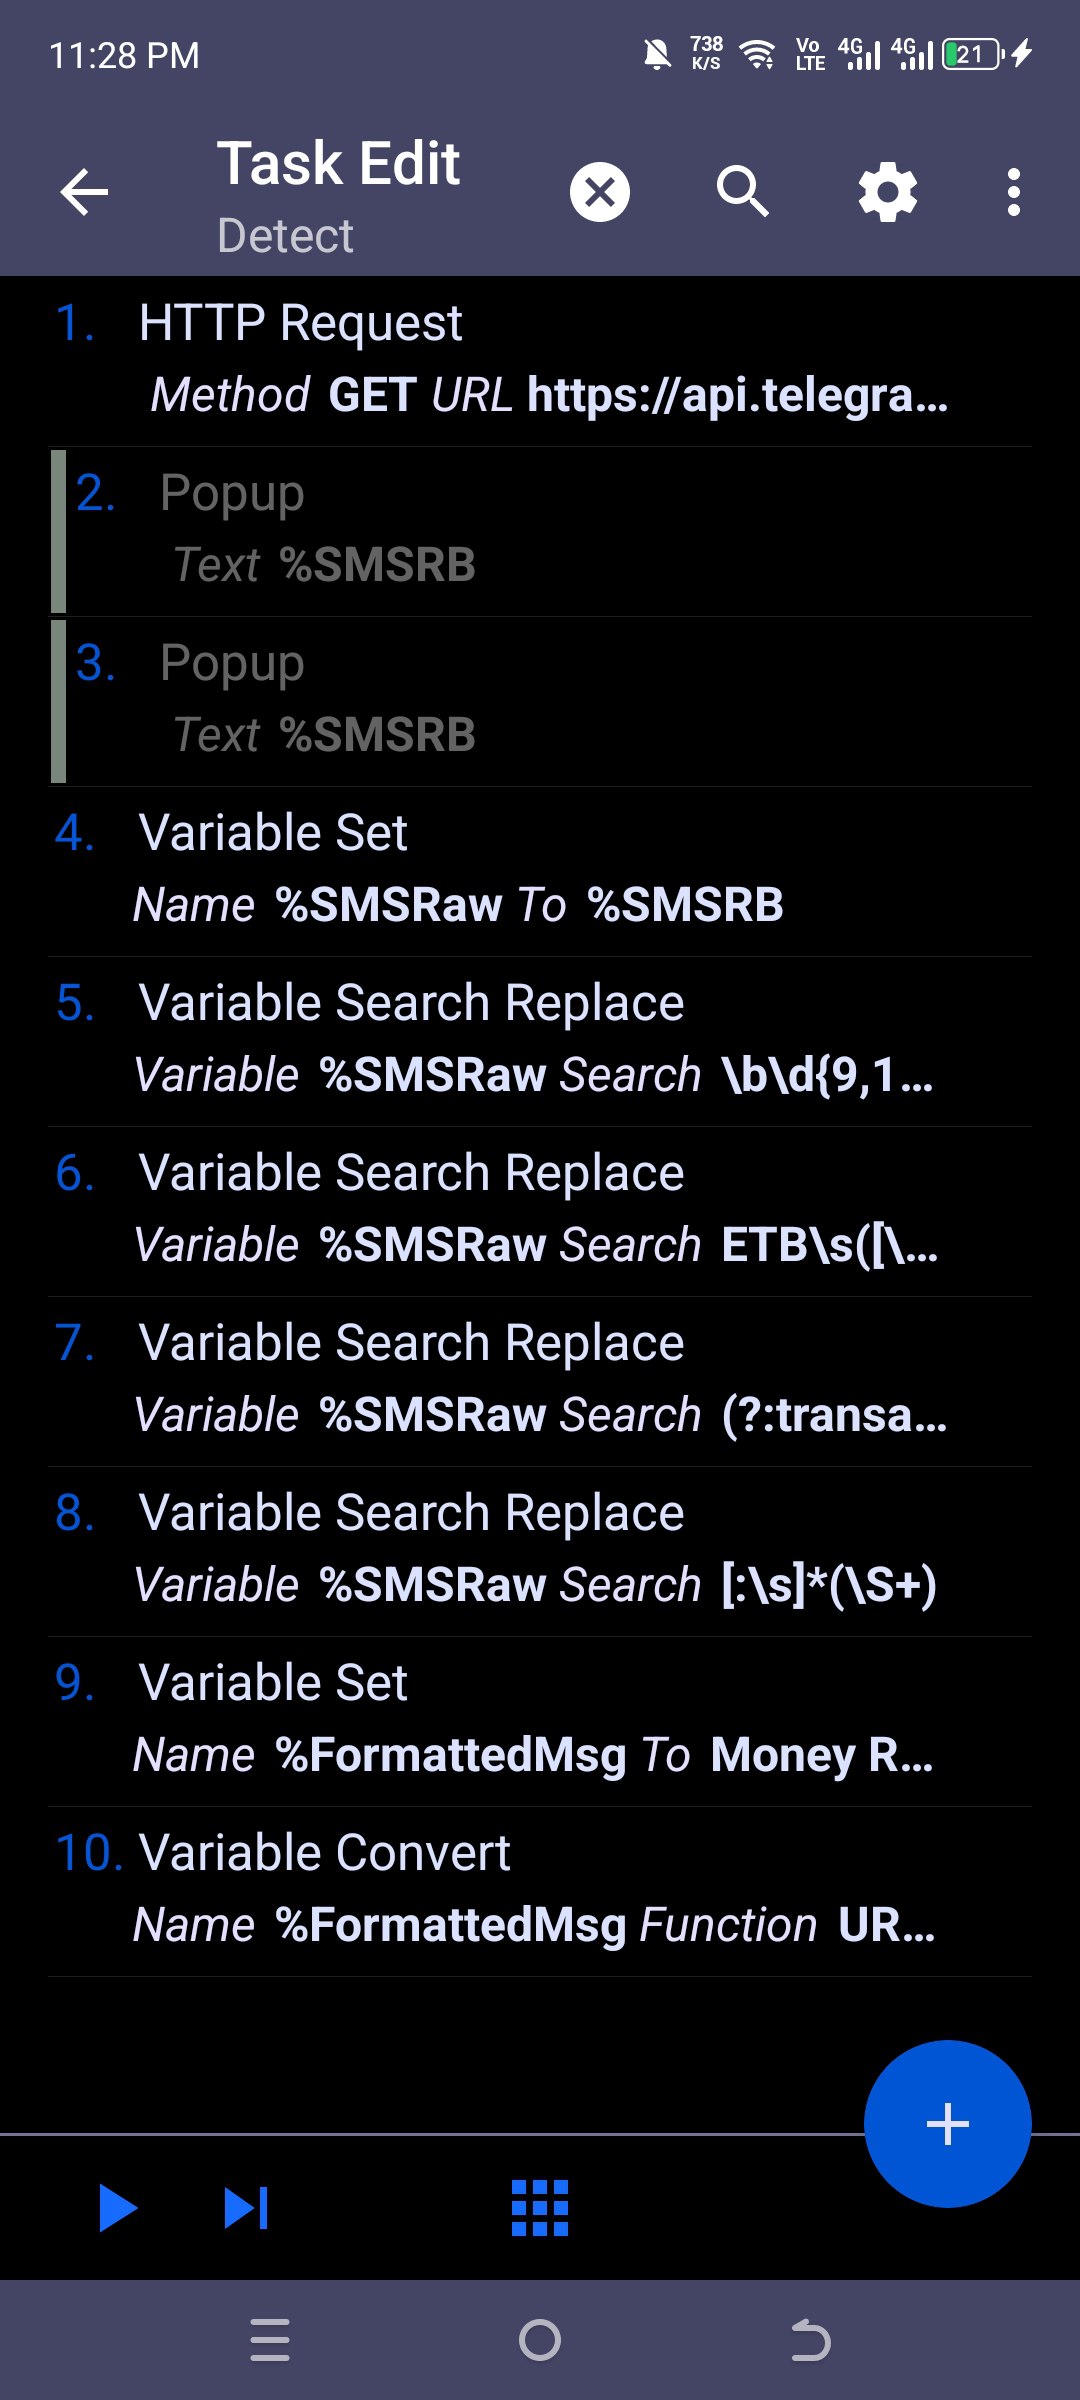 11:28 PM 738 K/S Vo LTE 4G 4G 21
Task Edit
Detect
1. HTTP Request
Method GET URL https://api.telegra...
2. Popup
Text %SMSRB
3. Popup
Text %SMSRB
4. Variable Set
Name %SMSRaw To %SMSRB
5. Variable Search Replace
Variable %SMSRaw Search \b\d{9,1...
6. Variable Search Replace
Variable %SMSRaw Search ETB\s([\...
7. Variable Search Replace
Variable %SMSRaw Search (?:transa...
8. Variable Search Replace
Variable %SMSRaw Search [:\s]*(\S+)
9. Variable Set
Name %FormattedMsg To Money R...
10. Variable Convert
Name %FormattedMsg Function UR...